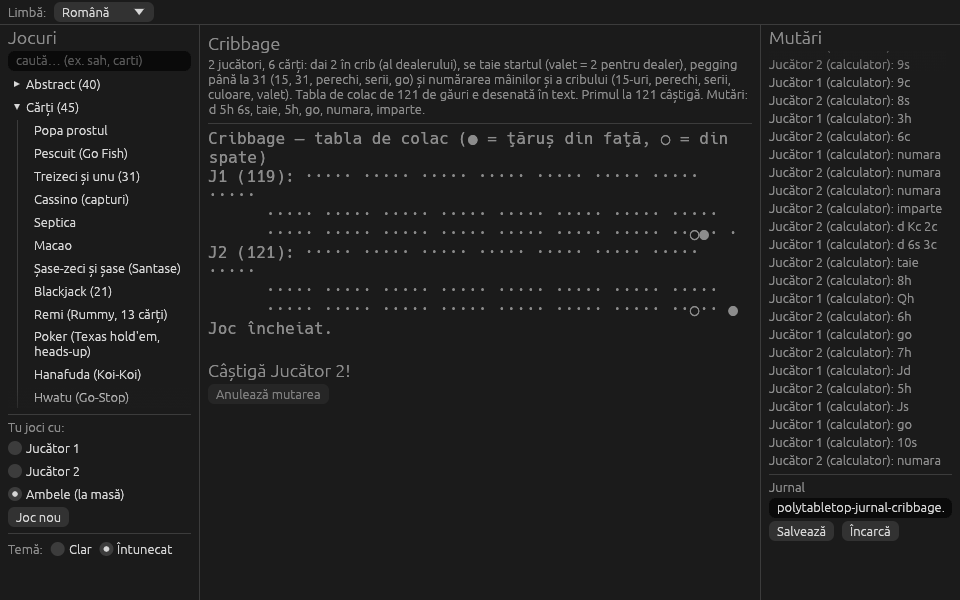 Limbă: Română
Jocuri
caută... (ex. sah, carti)
Abstract (40)
Cărți (45)
Popa prostul
Pescuit (Go Fish)
Treizeci și unu (31)
Cassino (capturi)
Septica
Macao
Șase-zeci și șase (Santase)
Blackjack (21)
Remi (Rummy, 13 cărți)
Poker (Texas hold'em,
heads-up)
Hanafuda (Koi-Koi)
Hwatu (Go-Stop)
Tu joci cu:
Jucător 1
Jucător 2
Ambele (la masă)
Joc nou
Temă: Clar Întunecat
Cribbage
2 jucători, 6 cărți: dai 2 în crib (al dealerului), se taie startul (valet = 2 pentru dealer), pegging
până la 31 (15, 31, perechi, serii, go) și numărarea mâinilor și a cribului (15-uri, perechi, serii,
culoare, valet). Tabla de colac de 121 de găuri e desenată în text. Primul la 121 câștigă. Mutări:
d 5h 6s, taie, 5h, go, numara, imparte.
Cribbage — tabla de colac (● = țăruș din față, ○ = din
spate)
J1 (119): ····· ····· ····· ····· ····· ····· ·····
·····
····· ····· ····· ····· ····· ····· ····· ·····
····· ····· ····· ····· ····· ····· ····· ··○●· ·
J2 (121): ····· ····· ····· ····· ····· ····· ·····
·····
····· ····· ····· ····· ····· ····· ····· ·····
····· ····· ····· ····· ····· ····· ····· ··○·· ●
Joc încheiat.
Câștigă Jucător 2!
Anulează mutarea
Mutări
Jucător 2 (calculator): 9s
Jucător 1 (calculator): 9c
Jucător 2 (calculator): 8s
Jucător 1 (calculator): 3h
Jucător 2 (calculator): 6c
Jucător 1 (calculator): numara
Jucător 2 (calculator): numara
Jucător 2 (calculator): numara
Jucător 2 (calculator): imparte
Jucător 2 (calculator): d Kc 2c
Jucător 1 (calculator): d 6s 3c
Jucător 2 (calculator): taie
Jucător 2 (calculator): 8h
Jucător 1 (calculator): Qh
Jucător 2 (calculator): 6h
Jucător 1 (calculator): go
Jucător 2 (calculator): 7h
Jucător 1 (calculator): Jd
Jucător 2 (calculator): 5h
Jucător 1 (calculator): Js
Jucător 1 (calculator): go
Jucător 1 (calculator): 10s
Jucător 2 (calculator): numara
Jurnal
polytabletop-jurnal-cribbage.
Salvează Încarcă